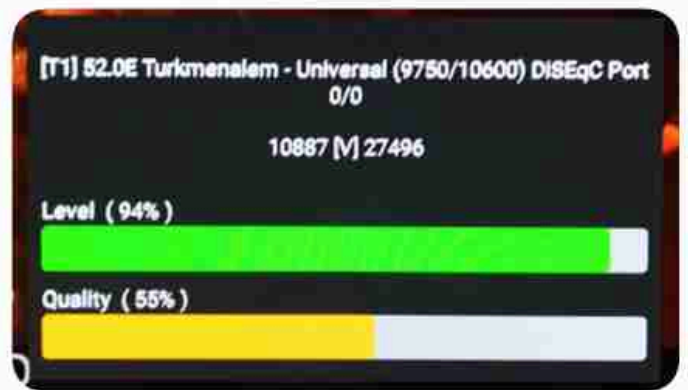 [T1] 52.0E Turkmenalem - Universal (9750/10600) DiSEqC Port
0/0
10887 [V] 27496
Level ( 94% )
Quality ( 55% )